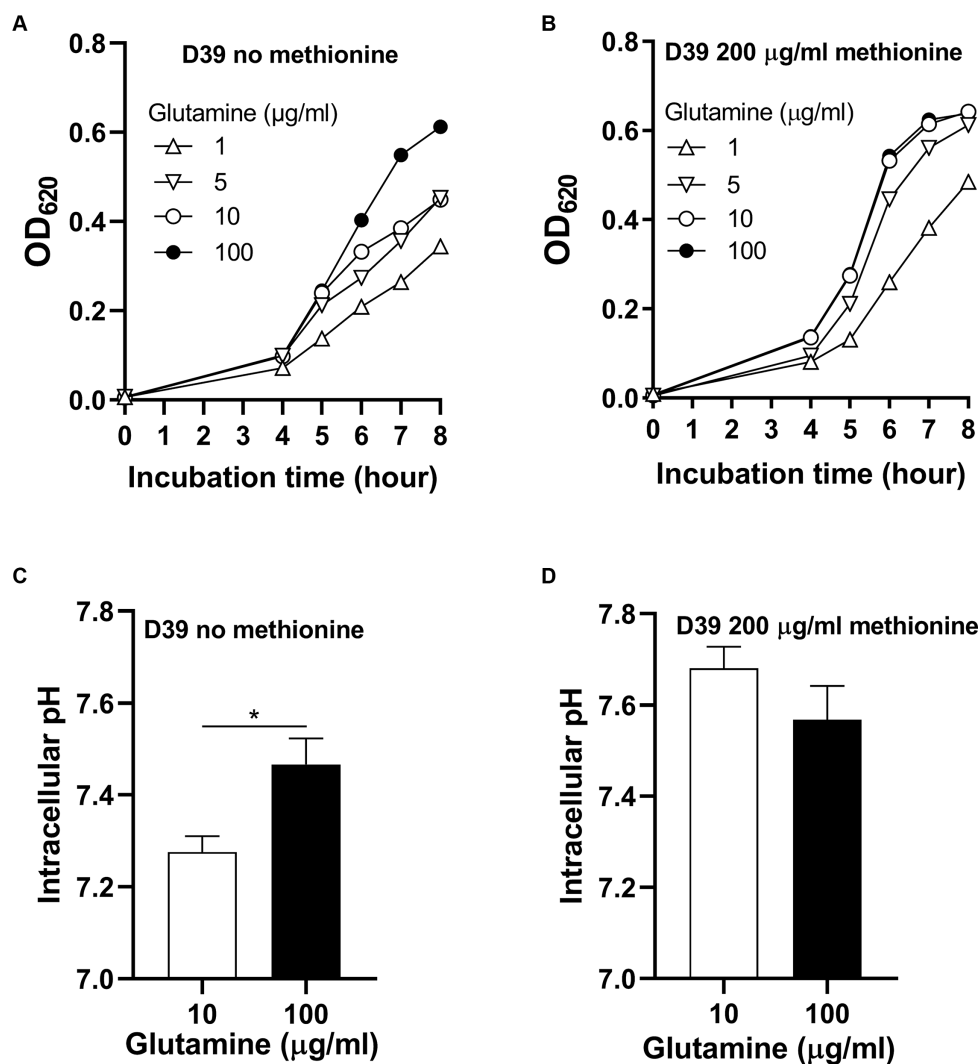 A
D39 no methionine
Glutamine (µg/ml)
1
5
10
100
OD620
0.8
0.6
0.4
0.2
0.0
0 1 2 3 4 5 6 7 8
Incubation time (hour)
B
D39 200 µg/ml methionine
Glutamine (µg/ml)
1
5
10
100
OD620
0.8
0.6
0.4
0.2
0.0
0 1 2 3 4 5 6 7 8
Incubation time (hour)
C
D39 no methionine
*
Intracellular pH
7.8
7.6
7.4
7.2
7.0
10 100
Glutamine (µg/ml)
D
D39 200 µg/ml methionine
Intracellular pH
7.8
7.6
7.4
7.2
7.0
10 100
Glutamine (µg/ml)